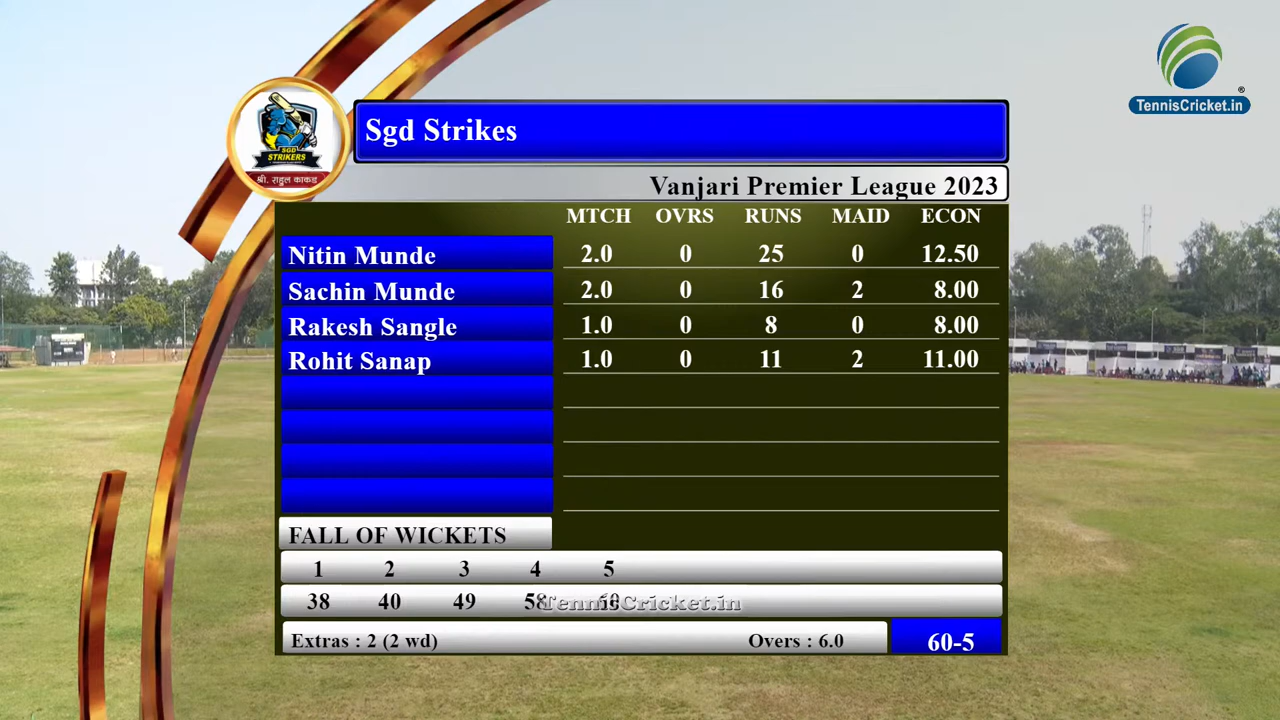 TennisCricket.in
Sgd Strikes
SGD
STRIKERS
श्री. राहुल काकड
Vanjari Premier League 2023
MTCH OVRS RUNS MAID ECON
Nitin Munde 2.0 0 25 0 12.50
Sachin Munde 2.0 0 16 2 8.00
Rakesh Sangle 1.0 0 8 0 8.00
Rohit Sanap 1.0 0 11 2 11.00
FALL OF WICKETS
1 2 3 4 5
38 40 49 58 60
TennisCricket.in
Extras : 2 (2 wd) Overs : 6.0 60-5